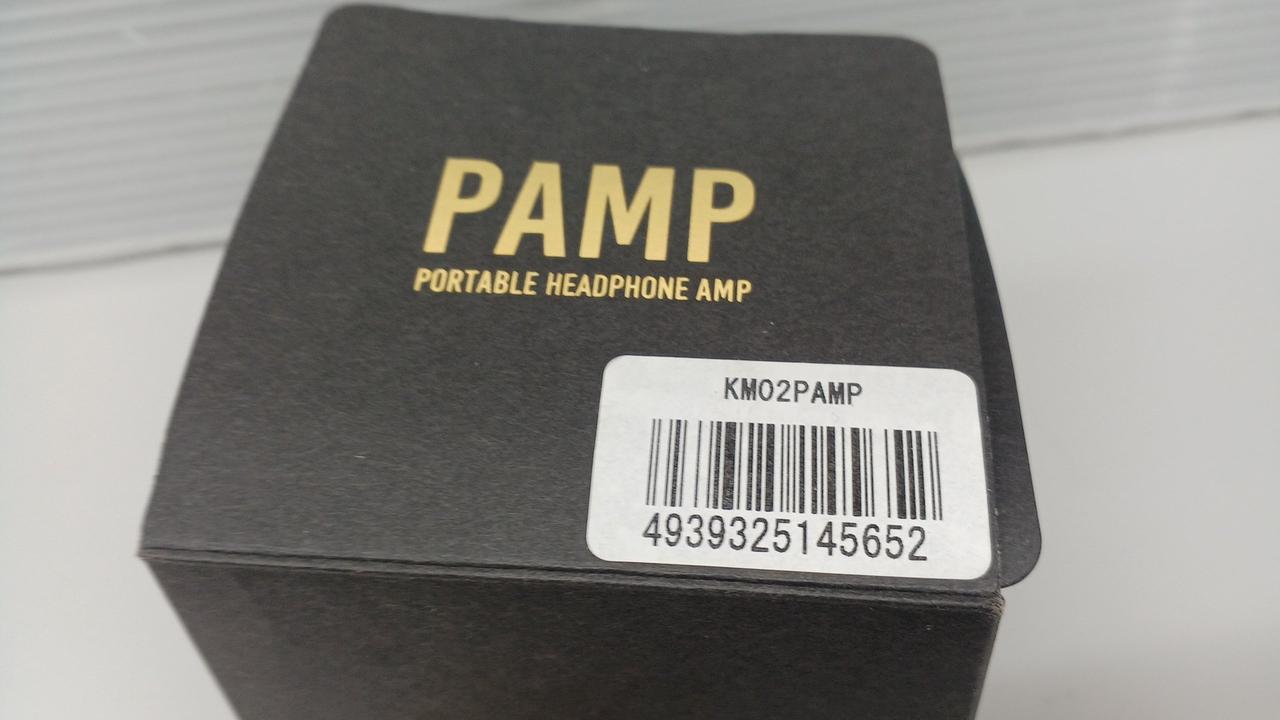 PAMP
PORTABLE HEADPHONE AMP
KM02PAMP
4939325145652